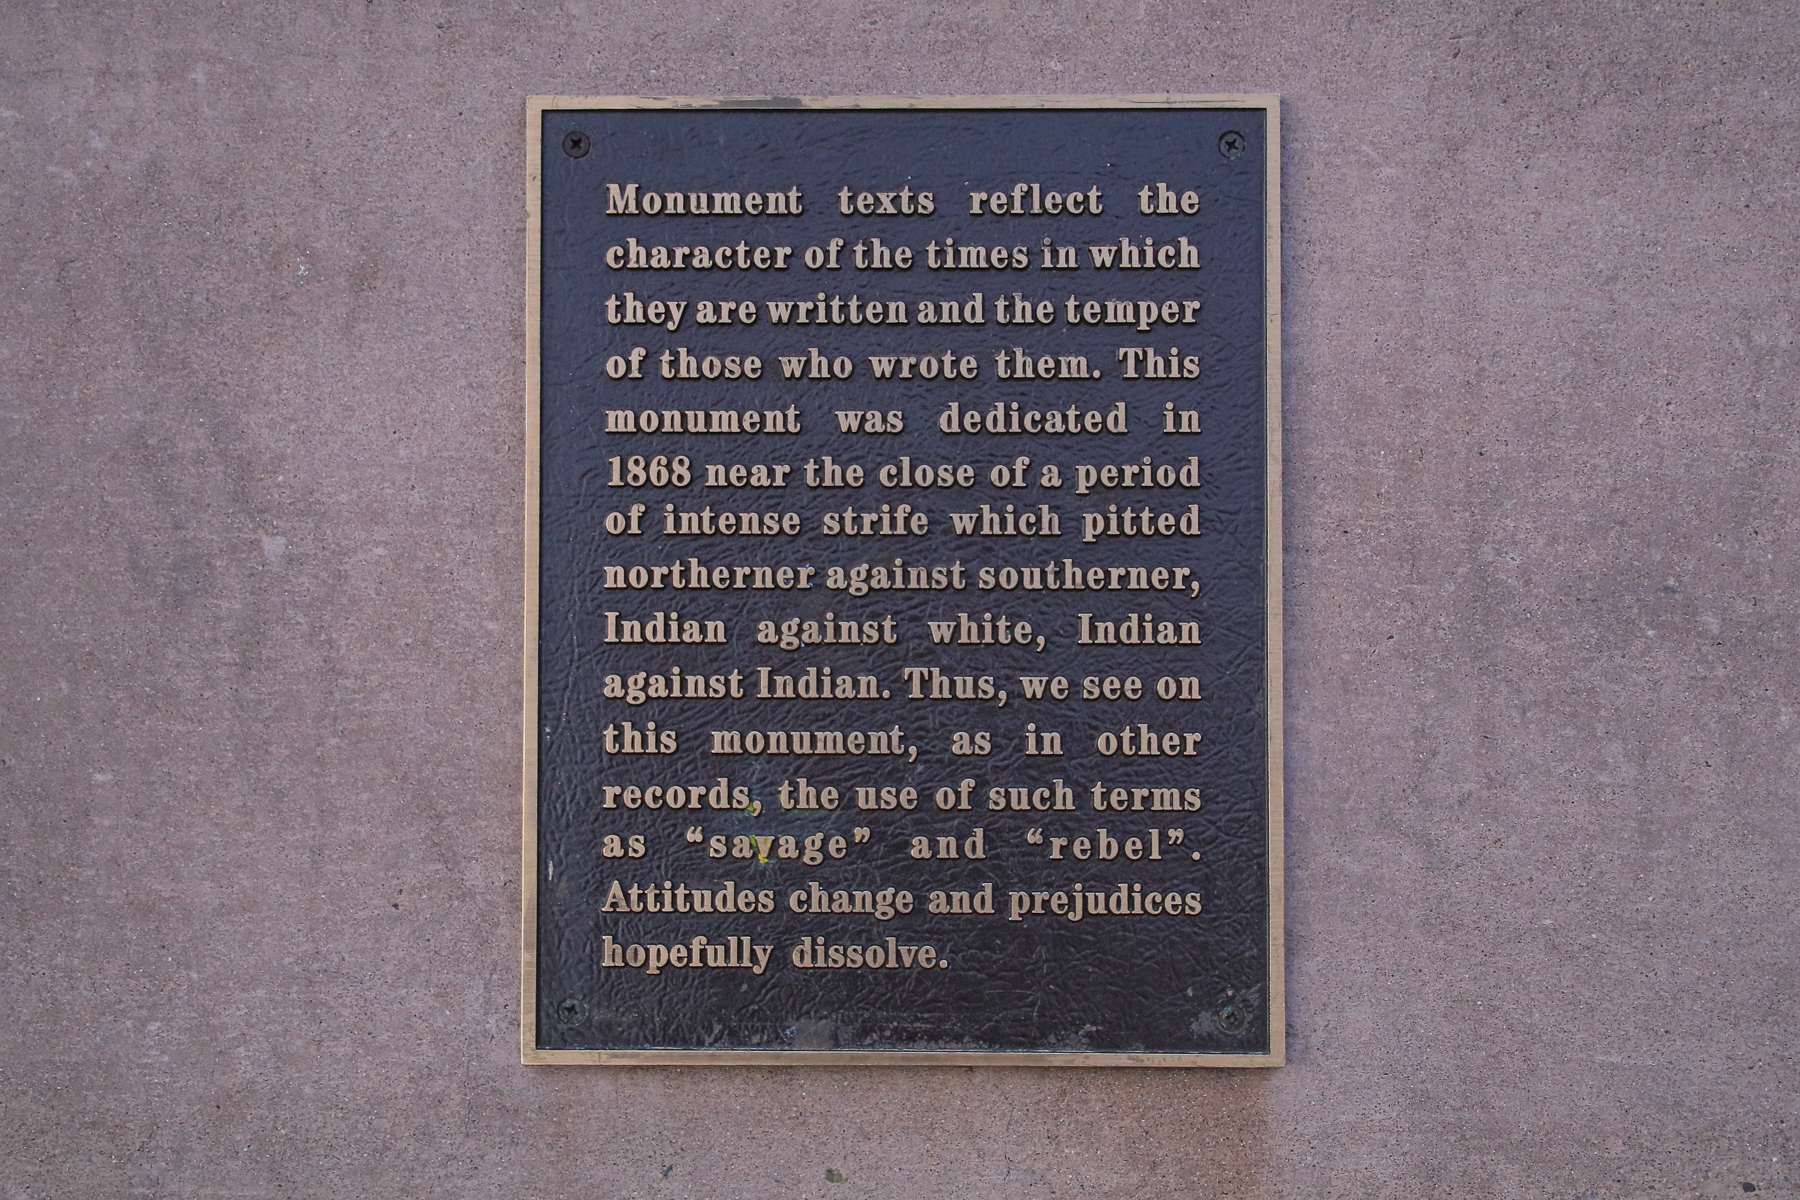 Monument texts reflect the
character of the times in which
they are written and the temper
of those who wrote them. This
monument was dedicated in
1868 near the close of a period
of intense strife which pitted
northerner against southerner,
Indian against white, Indian
against Indian. Thus, we see on
this monument, as in other
records, the use of such terms
as “savage” and “rebel”.
Attitudes change and prejudices
hopefully dissolve.